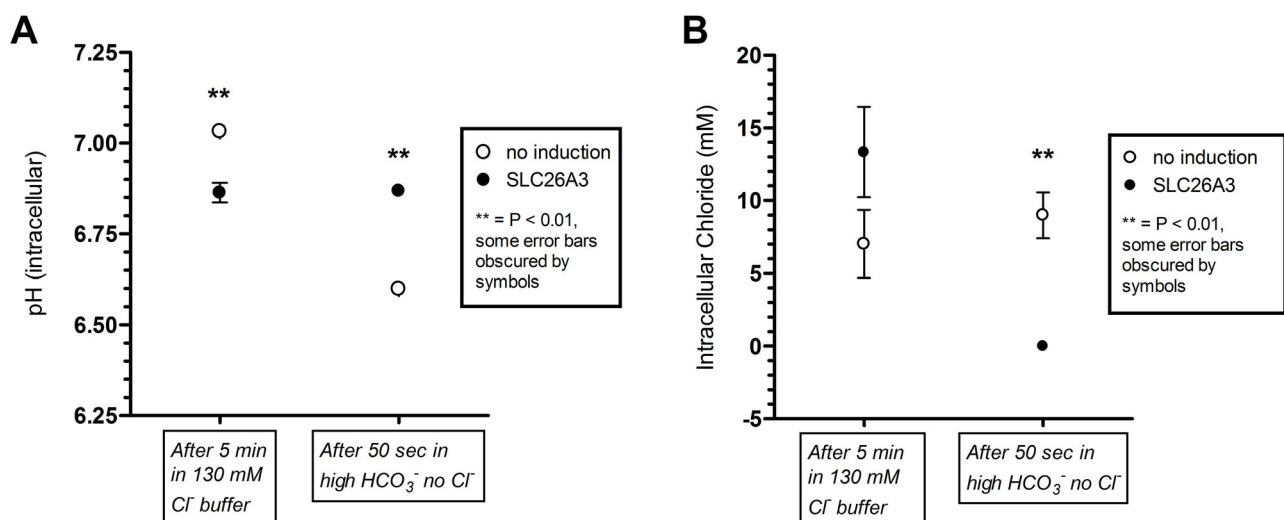 A
7.25
7.00
6.75
6.50
6.25
pH (intracellular)
**
**
no induction
SLC26A3
** = P < 0.01,
some error bars
obscured by
symbols
After 5 min
in 130 mM
Cl⁻ buffer
After 50 sec in
high HCO₃⁻ no Cl⁻
B
20
15
10
5
0
-5
Intracellular Chloride (mM)
**
no induction
SLC26A3
** = P < 0.01,
some error bars
obscured by
symbols
After 5 min
in 130 mM
Cl⁻ buffer
After 50 sec in
high HCO₃⁻ no Cl⁻